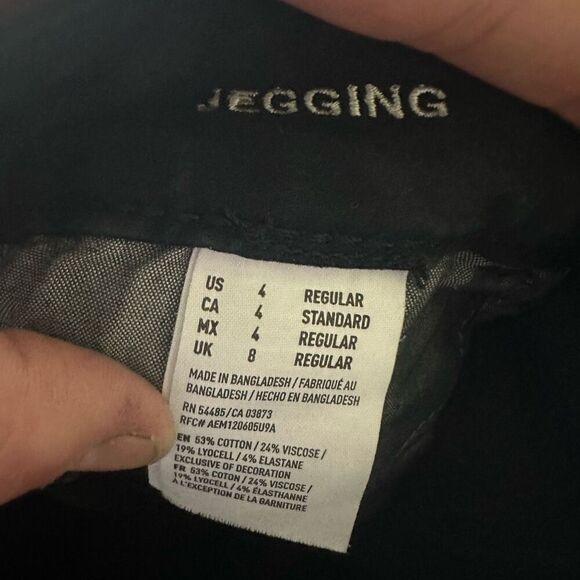 JEGGING
US 4 REGULAR
CA 4 STANDARD
MX 4 REGULAR
UK 8 REGULAR
MADE IN BANGLADESH / FABRIQUÉ AU
BANGLADESH / HECHO EN BANGLADESH
RN 54485/CA 03873
RFC# AEM120605U9A
EN 53% COTTON / 24% VISCOSE /
19% LYOCELL / 4% ELASTANE
EXCLUSIVE OF DECORATION
FR 53% COTON / 24% VISCOSE /
19% LYOCELL / 4% ÉLASTHANNE
À L'EXCEPTION DE LA GARNITURE